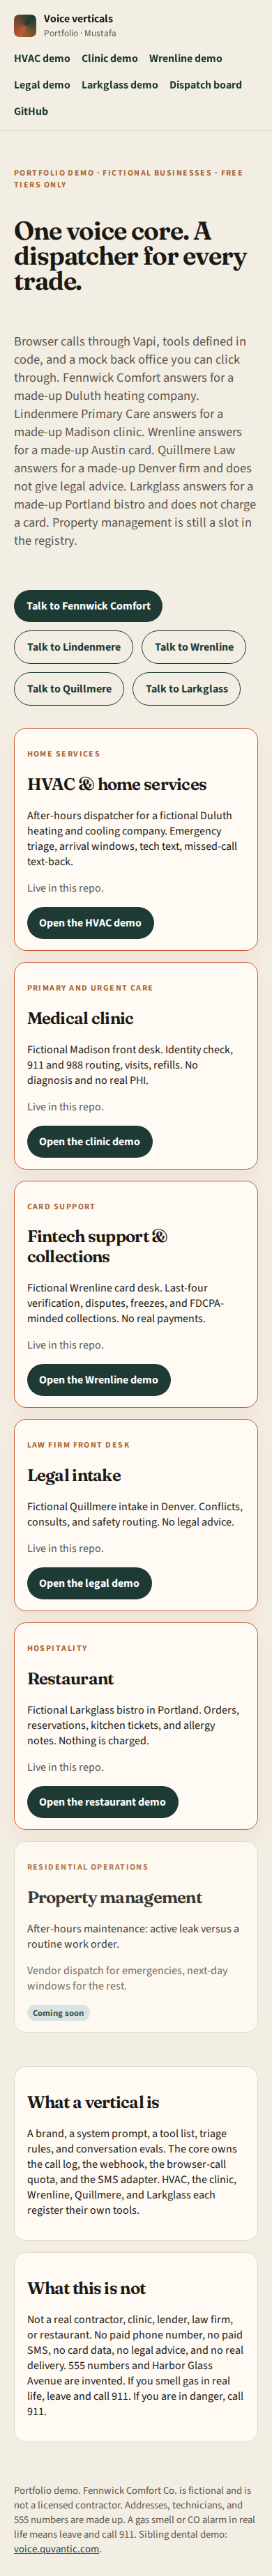 Voice verticals
Portfolio · Mustafa
HVAC demo Clinic demo Wrenline demo
Legal demo Larkglass demo Dispatch board
GitHub
PORTFOLIO DEMO · FICTIONAL BUSINESSES · FREE
TIERS ONLY
One voice core. A
dispatcher for every
trade.
Browser calls through Vapi, tools defined in
code, and a mock back office you can click
through. Fennwick Comfort answers for a
made-up Duluth heating company.
Lindenmere Primary Care answers for a
made-up Madison clinic. Wrenline answers
for a made-up Austin card. Quillmere Law
answers for a made-up Denver firm and does
not give legal advice. Larkglass answers for a
made-up Portland bistro and does not charge
a card. Property management is still a slot in
the registry.
Talk to Fennwick Comfort
Talk to Lindenmere Talk to Wrenline
Talk to Quillmere Talk to Larkglass
HOME SERVICES
HVAC & home services
After-hours dispatcher for a fictional Duluth
heating and cooling company. Emergency
triage, arrival windows, tech text, missed-call
text-back.
Live in this repo.
Open the HVAC demo
PRIMARY AND URGENT CARE
Medical clinic
Fictional Madison front desk. Identity check,
911 and 988 routing, visits, refills. No
diagnosis and no real PHI.
Live in this repo.
Open the clinic demo
CARD SUPPORT
Fintech support &
collections
Fictional Wrenline card desk. Last-four
verification, disputes, freezes, and FDCPA-
minded collections. No real payments.
Live in this repo.
Open the Wrenline demo
LAW FIRM FRONT DESK
Legal intake
Fictional Quillmere intake in Denver. Conflicts,
consults, and safety routing. No legal advice.
Live in this repo.
Open the legal demo
HOSPITALITY
Restaurant
Fictional Larkglass bistro in Portland. Orders,
reservations, kitchen tickets, and allergy
notes. Nothing is charged.
Live in this repo.
Open the restaurant demo
RESIDENTIAL OPERATIONS
Property management
After-hours maintenance: active leak versus a
routine work order.
Vendor dispatch for emergencies, next-day
windows for the rest.
Coming soon
What a vertical is
A brand, a system prompt, a tool list, triage
rules, and conversation evals. The core owns
the call log, the webhook, the browser-call
quota, and the SMS adapter. HVAC, the clinic,
Wrenline, Quillmere, and Larkglass each
register their own tools.
What this is not
Not a real contractor, clinic, lender, law firm,
or restaurant. No paid phone number, no paid
SMS, no card data, no legal advice, and no real
delivery. 555 numbers and Harbor Glass
Avenue are invented. If you smell gas in real
life, leave and call 911. If you are in danger, call
911.
Portfolio demo. Fennwick Comfort Co. is fictional and is
not a licensed contractor. Addresses, technicians, and
555 numbers are made up. A gas smell or CO alarm in real
life means leave and call 911. Sibling dental demo:
voice.quvantic.com.